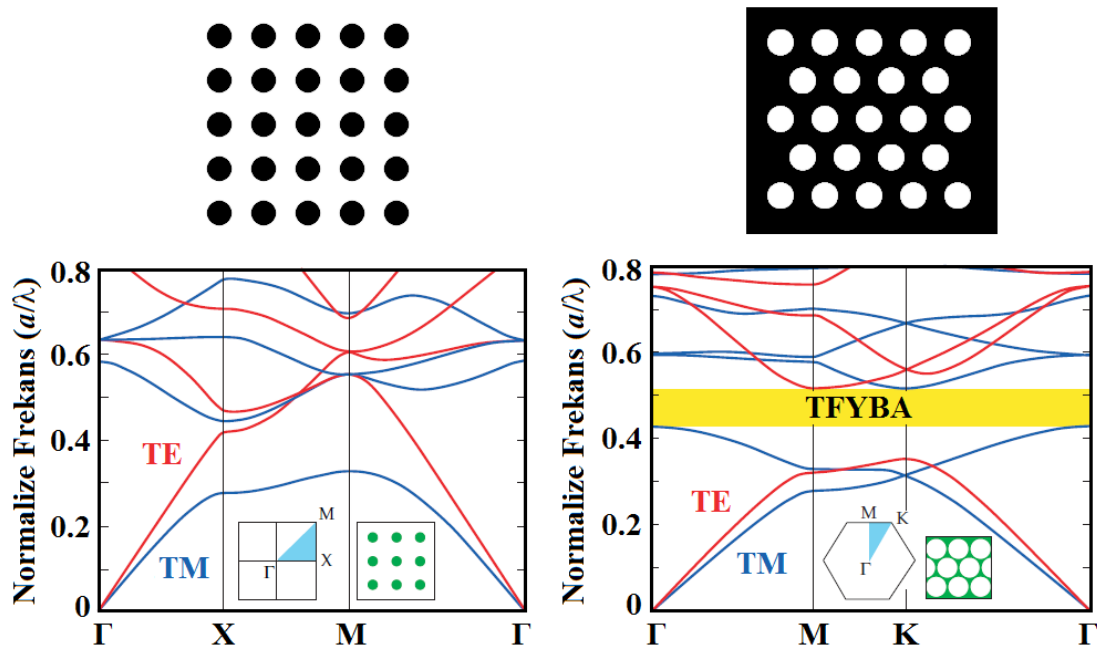 Normalize Frekans (a/λ)
0.8
0.6
0.4
0.2
0
TE
TM
M
X
Γ
Γ
X
M
Γ
Normalize Frekans (a/λ)
0.8
0.6
0.4
0.2
0
TFYBA
TE
TM
M
K
Γ
Γ
M
K
Γ